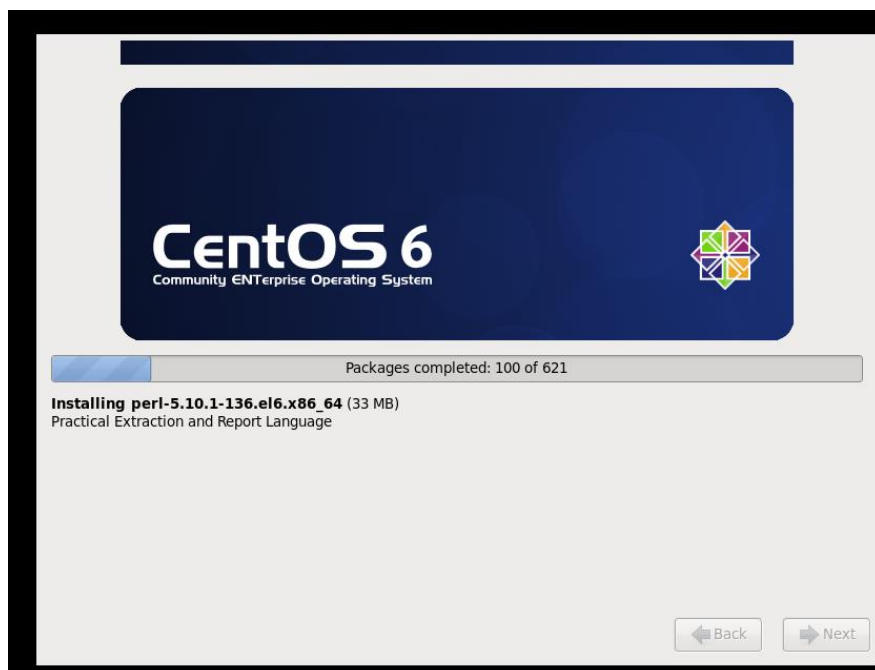 CentOS 6
Community ENTerprise Operating System
Packages completed: 100 of 621
Installing perl-5.10.1-136.el6.x86_64 (33 MB)
Practical Extraction and Report Language
Back
Next